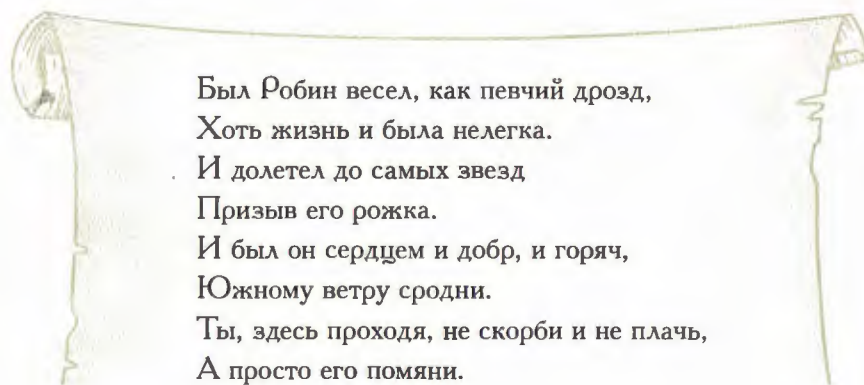 Был Робин весел, как певчий дрозд,
Хоть жизнь и была нелегка.
И долетел до самых звезд
Призыв его рожка.
И был он сердцем и добр, и горяч,
Южному ветру сродни.
Ты, здесь проходя, не скорби и не плачь,
А просто его помяни.